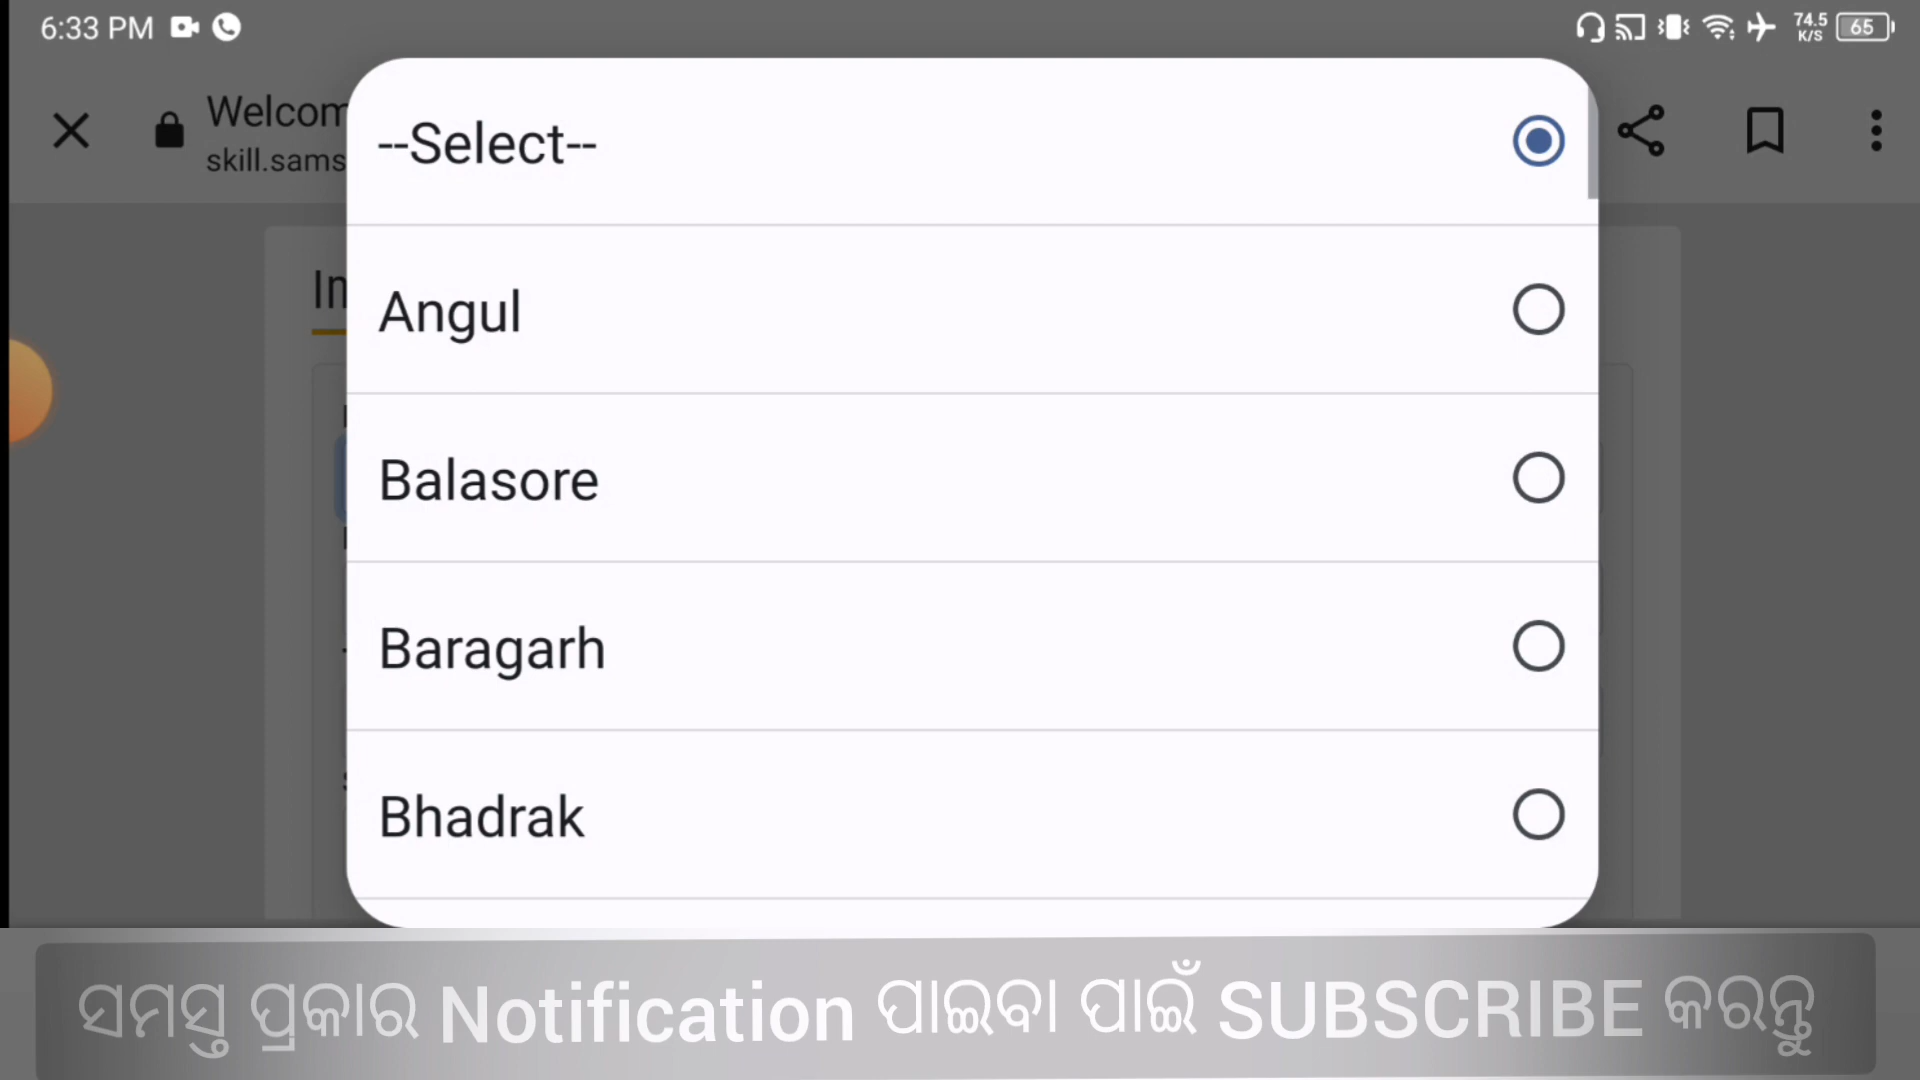 6:33 PM
74.5
K/S
65
Welcom
skill.sams
In
--Select--
Angul
Balasore
Baragarh
Bhadrak
ସମସ୍ତ ପ୍ରକାର Notification ପାଇବା ପାଇଁ SUBSCRIBE କରନ୍ତୁ